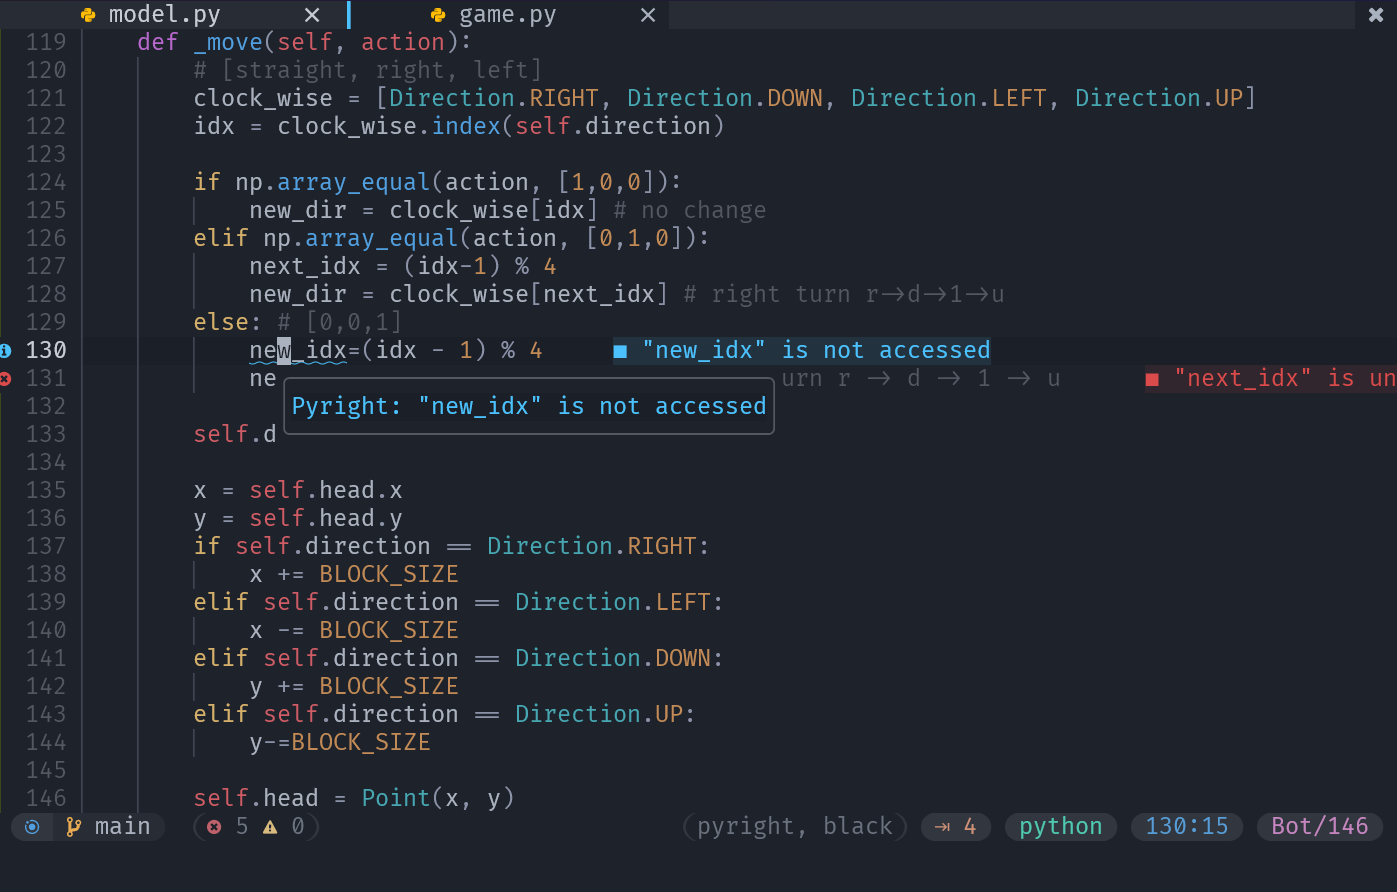 model.py × game.py ×
119 def _move(self, action):
120 # [straight, right, left]
121 clock_wise = [Direction.RIGHT, Direction.DOWN, Direction.LEFT, Direction.UP]
122 idx = clock_wise.index(self.direction)
123
124 if np.array_equal(action, [1,0,0]):
125 new_dir = clock_wise[idx] # no change
126 elif np.array_equal(action, [0,1,0]):
127 next_idx = (idx-1) % 4
128 new_dir = clock_wise[next_idx] # right turn r->d->l->u
129 else: # [0,0,1]
130 new_idx=(idx - 1) % 4 ■ "new_idx" is not accessed
131 ne urn r -> d -> l -> u ■ "next_idx" is un
132 Pyright: "new_idx" is not accessed
133 self.d
134
135 x = self.head.x
136 y = self.head.y
137 if self.direction == Direction.RIGHT:
138 x += BLOCK_SIZE
139 elif self.direction == Direction.LEFT:
140 x -= BLOCK_SIZE
141 elif self.direction == Direction.DOWN:
142 y += BLOCK_SIZE
143 elif self.direction == Direction.UP:
144 y-=BLOCK_SIZE
145
146 self.head = Point(x, y)
main 5 0 (pyright, black) 4 python 130:15 Bot/146